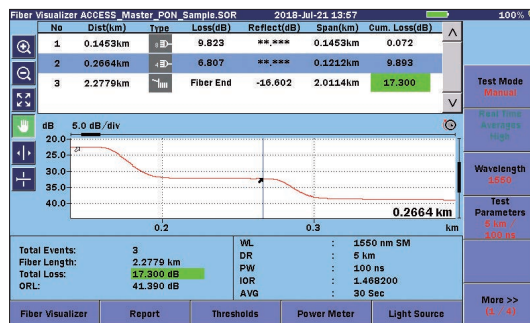 Fiber Visualizer ACCESS_Master_PON_Sample.SOR 2018-Jul-21 13:57 100%
No Dist(km) Type Loss(dB) Reflect(dB) Span(km) Cum. Loss(dB)
1 0.1453km 8 9.823 **.*** 0.1453km 0.072
2 0.2664km 4 6.807 **.*** 0.1212km 9.893
3 2.2779km Fiber End -16.602 2.0114km 17.300
dB 5.0 dB/div
20.0
25.0
30.0
35.0
40.0
0.2664 km
0.2 0.3 km
Total Events: 3
Fiber Length: 2.2779 km
Total Loss: 17.300 dB
ORL: 41.390 dB
WL : 1550 nm SM
DR : 5 km
PW : 100 ns
IOR : 1.468200
AVG : 30 Sec
Test Mode
Manual
Real Time
Averages
High
Wavelength
1550
Test
Parameters
5 km
100 ns
More >>
Fiber Visualizer Report Thresholds Power Meter Light Source